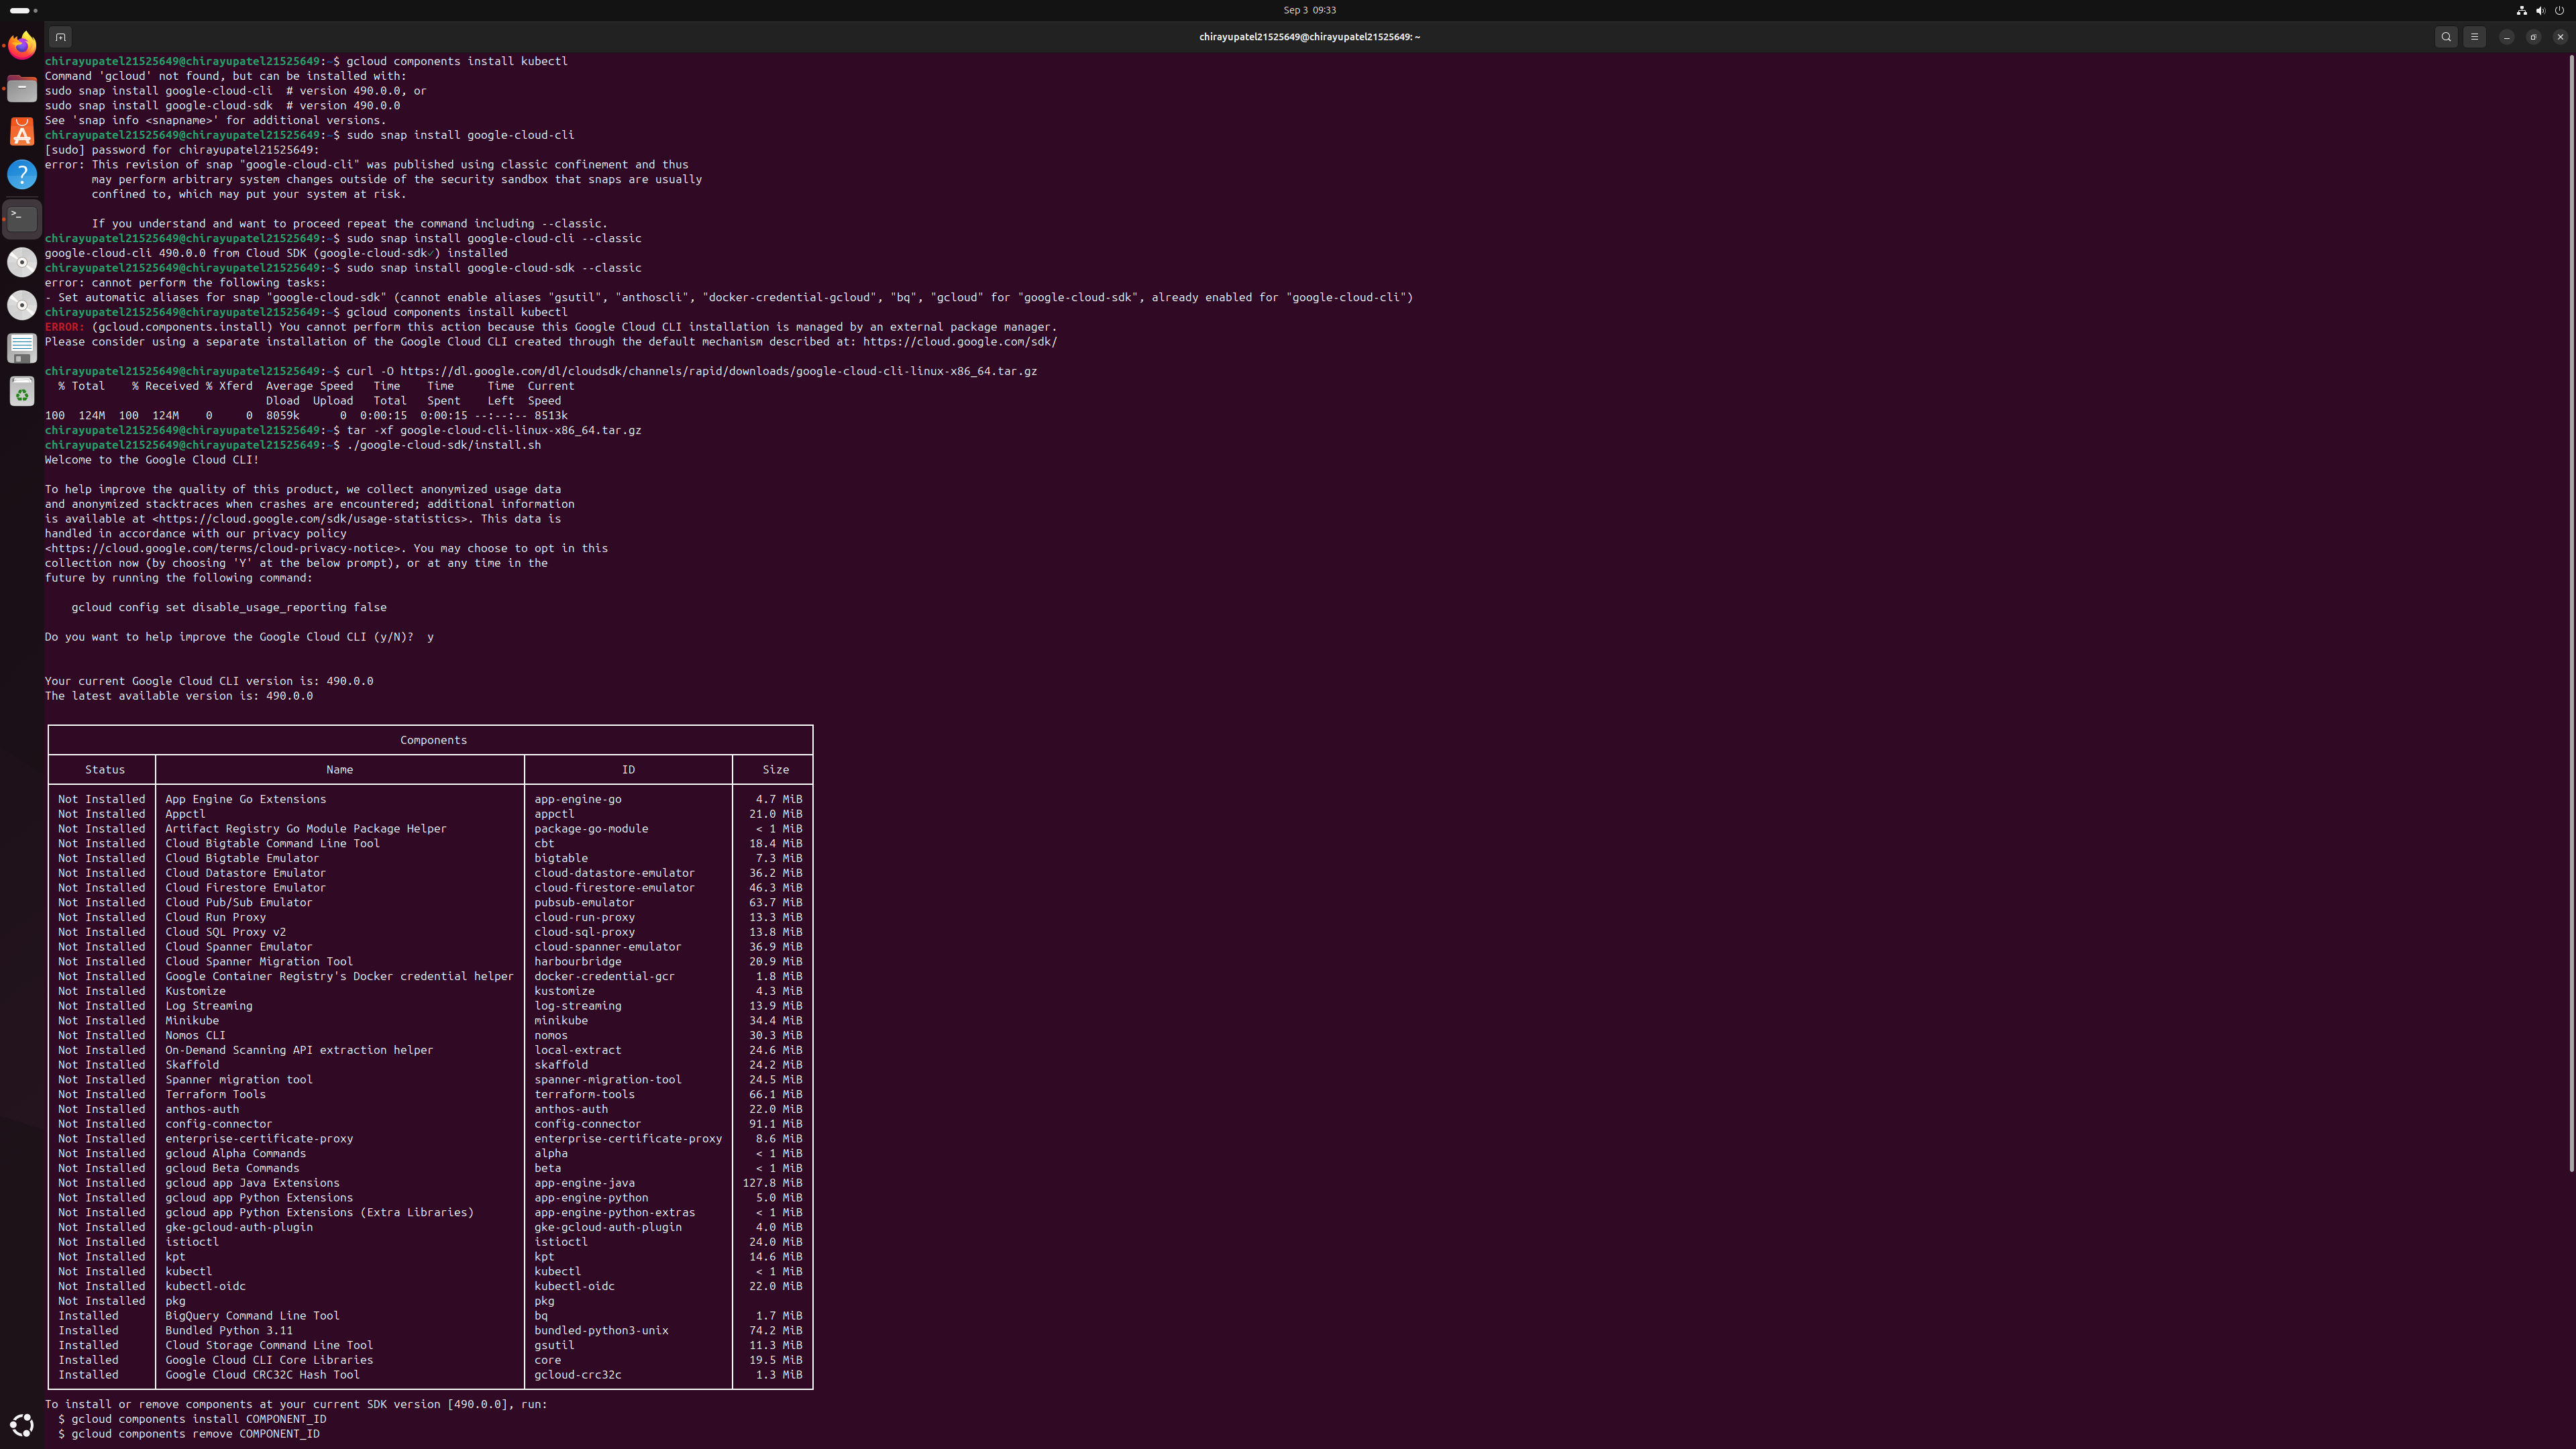 Sep 3 09:33
chirayupatel21525649@chirayupatel21525649: ~
chirayupatel21525649@chirayupatel21525649:~$ gcloud components install kubectl
Command 'gcloud' not found, but can be installed with:
sudo snap install google-cloud-cli  # version 490.0.0, or
sudo snap install google-cloud-sdk  # version 490.0.0
See 'snap info <snapname>' for additional versions.
chirayupatel21525649@chirayupatel21525649:~$ sudo snap install google-cloud-cli
[sudo] password for chirayupatel21525649:
error: This revision of snap "google-cloud-cli" was published using classic confinement and thus
may perform arbitrary system changes outside of the security sandbox that snaps are usually
confined to, which may put your system at risk.
If you understand and want to proceed repeat the command including --classic.
chirayupatel21525649@chirayupatel21525649:~$ sudo snap install google-cloud-cli --classic
google-cloud-cli 490.0.0 from Cloud SDK (google-cloud-sdk✓) installed
chirayupatel21525649@chirayupatel21525649:~$ sudo snap install google-cloud-sdk --classic
error: cannot perform the following tasks:
- Set automatic aliases for snap "google-cloud-sdk" (cannot enable aliases "gsutil", "anthoscli", "docker-credential-gcloud", "bq", "gcloud" for "google-cloud-sdk", already enabled for "google-cloud-cli")
chirayupatel21525649@chirayupatel21525649:~$ gcloud components install kubectl
ERROR: (gcloud.components.install) You cannot perform this action because this Google Cloud CLI installation is managed by an external package manager.
Please consider using a separate installation of the Google Cloud CLI created through the default mechanism described at: https://cloud.google.com/sdk/
chirayupatel21525649@chirayupatel21525649:~$ curl -O https://dl.google.com/dl/cloudsdk/channels/rapid/downloads/google-cloud-cli-linux-x86_64.tar.gz
% Total    % Received % Xferd  Average Speed   Time    Time     Time  Current
Dload  Upload   Total   Spent    Left  Speed
100  124M  100  124M    0     0  8059k      0  0:00:15  0:00:15 --:--:-- 8513k
chirayupatel21525649@chirayupatel21525649:~$ tar -xf google-cloud-cli-linux-x86_64.tar.gz
chirayupatel21525649@chirayupatel21525649:~$ ./google-cloud-sdk/install.sh
Welcome to the Google Cloud CLI!
To help improve the quality of this product, we collect anonymized usage data
and anonymized stacktraces when crashes are encountered; additional information
is available at <https://cloud.google.com/sdk/usage-statistics>. This data is
handled in accordance with our privacy policy
<https://cloud.google.com/terms/cloud-privacy-notice>. You may choose to opt in this
collection now (by choosing 'Y' at the below prompt), or at any time in the
future by running the following command:
gcloud config set disable_usage_reporting false
Do you want to help improve the Google Cloud CLI (y/N)?  y
Your current Google Cloud CLI version is: 490.0.0
The latest available version is: 490.0.0
Components
Status Name ID Size
Not Installed App Engine Go Extensions app-engine-go 4.7 MiB
Not Installed Appctl appctl 21.0 MiB
Not Installed Artifact Registry Go Module Package Helper package-go-module < 1 MiB
Not Installed Cloud Bigtable Command Line Tool cbt 18.4 MiB
Not Installed Cloud Bigtable Emulator bigtable 7.3 MiB
Not Installed Cloud Datastore Emulator cloud-datastore-emulator 36.2 MiB
Not Installed Cloud Firestore Emulator cloud-firestore-emulator 46.3 MiB
Not Installed Cloud Pub/Sub Emulator pubsub-emulator 63.7 MiB
Not Installed Cloud Run Proxy cloud-run-proxy 13.3 MiB
Not Installed Cloud SQL Proxy v2 cloud-sql-proxy 13.8 MiB
Not Installed Cloud Spanner Emulator cloud-spanner-emulator 36.9 MiB
Not Installed Cloud Spanner Migration Tool harbourbridge 20.9 MiB
Not Installed Google Container Registry's Docker credential helper docker-credential-gcr 1.8 MiB
Not Installed Kustomize kustomize 4.3 MiB
Not Installed Log Streaming log-streaming 13.9 MiB
Not Installed Minikube minikube 34.4 MiB
Not Installed Nomos CLI nomos 30.3 MiB
Not Installed On-Demand Scanning API extraction helper local-extract 24.6 MiB
Not Installed Skaffold skaffold 24.2 MiB
Not Installed Spanner migration tool spanner-migration-tool 24.5 MiB
Not Installed Terraform Tools terraform-tools 66.1 MiB
Not Installed anthos-auth anthos-auth 22.0 MiB
Not Installed config-connector config-connector 91.1 MiB
Not Installed enterprise-certificate-proxy enterprise-certificate-proxy 8.6 MiB
Not Installed gcloud Alpha Commands alpha < 1 MiB
Not Installed gcloud Beta Commands beta < 1 MiB
Not Installed gcloud app Java Extensions app-engine-java 127.8 MiB
Not Installed gcloud app Python Extensions app-engine-python 5.0 MiB
Not Installed gcloud app Python Extensions (Extra Libraries) app-engine-python-extras < 1 MiB
Not Installed gke-gcloud-auth-plugin gke-gcloud-auth-plugin 4.0 MiB
Not Installed istioctl istioctl 24.0 MiB
Not Installed kpt kpt 14.6 MiB
Not Installed kubectl kubectl < 1 MiB
Not Installed kubectl-oidc kubectl-oidc 22.0 MiB
Not Installed pkg pkg
Installed BigQuery Command Line Tool bq 1.7 MiB
Installed Bundled Python 3.11 bundled-python3-unix 74.2 MiB
Installed Cloud Storage Command Line Tool gsutil 11.3 MiB
Installed Google Cloud CLI Core Libraries core 19.5 MiB
Installed Google Cloud CRC32C Hash Tool gcloud-crc32c 1.3 MiB
To install or remove components at your current SDK version [490.0.0], run:
$ gcloud components install COMPONENT_ID
$ gcloud components remove COMPONENT_ID